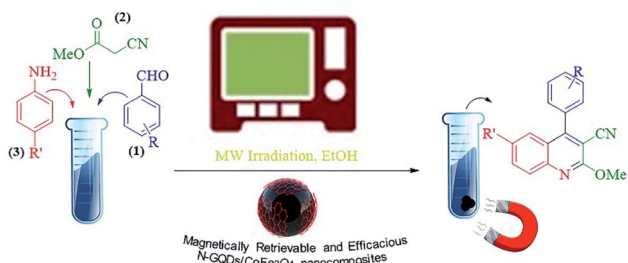 O (2)
CN
MeO
NH₂
CHO
(3) R'
(1) R
MW Irradiation, EtOH
Magnetically Retrievable and Efficacious
N-GQDs/CoFe₂O₄ nanocomposites
R
R'
CN
N
OMe